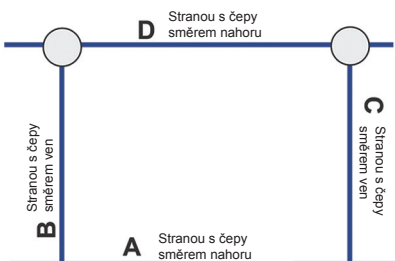 D
Stranou s čepy
směrem nahoru
B
Stranou s čepy
směrem ven
C
Stranou s čepy
směrem ven
A
Stranou s čepy
směrem nahoru